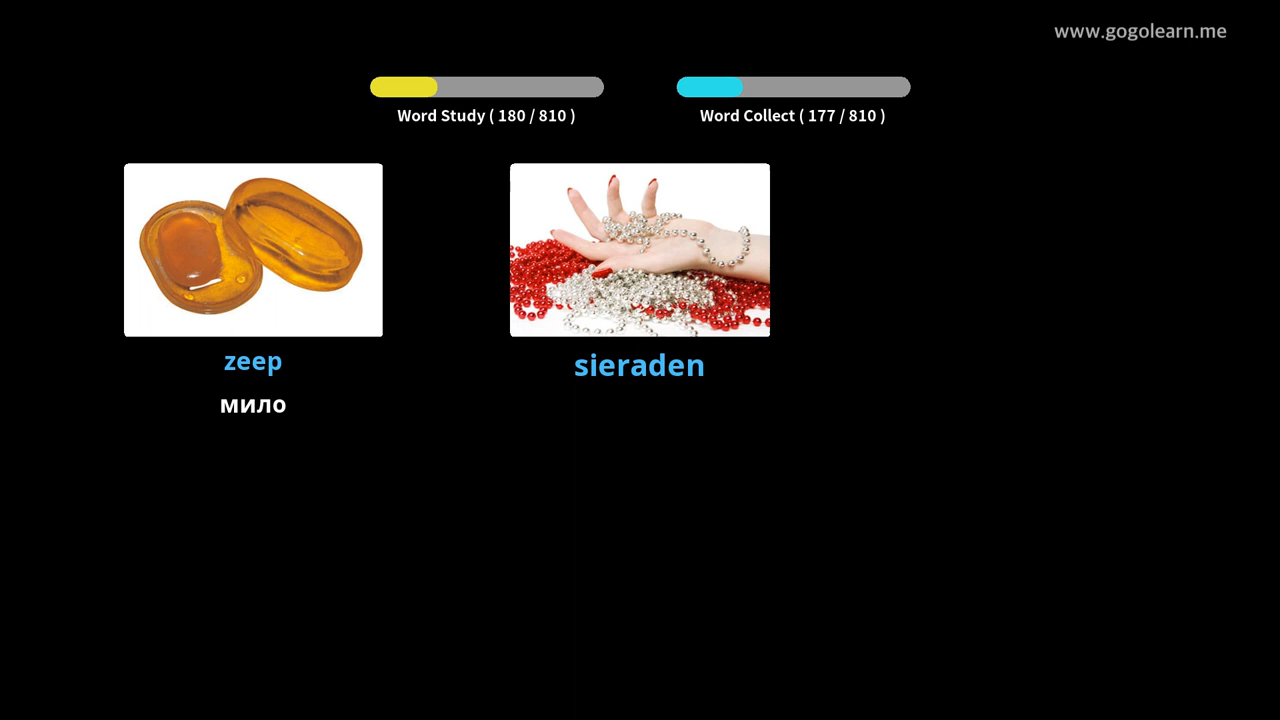 www.gogolearn.me
Word Study ( 180 / 810 )
Word Collect ( 177 / 810 )
zeep
мило
sieraden